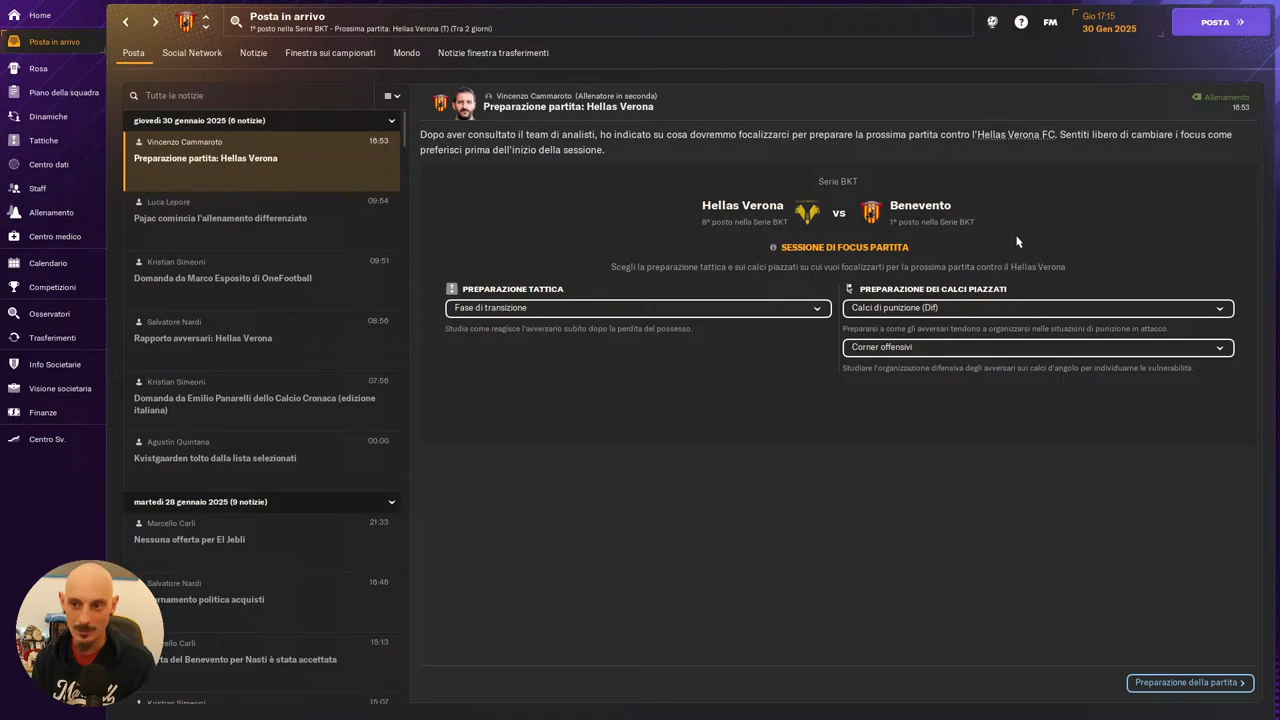 Home
Posta in arrivo
Rosa
Piano della squadra
Dinamiche
Tattiche
Centro dati
Staff
Allenamento
Centro medico
Calendario
Competizioni
Osservatori
Trasferimenti
Info Societarie
Visione societaria
Finanze
Centro Sv.
Posta in arrivo
1º posto nella Serie BKT - Prossima partita: Hellas Verona (T) (Tra 2 giorni)
FM
Gio 17:15
30 Gen 2025
POSTA
Posta
Social Network
Notizie
Finestra sui campionati
Mondo
Notizie finestra trasferimenti
Tutte le notizie
giovedì 30 gennaio 2025 (6 notizie)
Vincenzo Cammaroto 16:53
Preparazione partita: Hellas Verona
Luca Lepore 09:54
Pajac comincia l'allenamento differenziato
Kristian Simeoni 09:51
Domanda da Marco Esposito di OneFootball
Salvatore Nardi 08:56
Rapporto avversari: Hellas Verona
Kristian Simeoni 07:56
Domanda da Emilio Panarelli dello Calcio Cronaca (edizione
italiana)
Agustín Quintana 00:00
Kvistgaarden tolto dalla lista selezionati
martedì 28 gennaio 2025 (9 notizie)
Marcello Carli 21:33
Nessuna offerta per El Jebli
Salvatore Nardi 16:46
politica acquisti
Carli 15:13
del Benevento per Nasti è stata accettata
Kristian Simeoni 15:07
Vincenzo Cammaroto (Allenatore in seconda)
Preparazione partita: Hellas Verona
Allenamento
16:53
Dopo aver consultato il team di analisti, ho indicato su cosa dovremmo focalizzarci per preparare la prossima partita contro l'Hellas Verona FC. Sentiti libero di cambiare i focus come
preferisci prima dell'inizio della sessione.
Serie BKT
Hellas Verona vs Benevento
8º posto nella Serie BKT 1º posto nella Serie BKT
SESSIONE DI FOCUS PARTITA
Scegli la preparazione tattica e sui calci piazzati su cui vuoi focalizzarti per la prossima partita contro il Hellas Verona
PREPARAZIONE TATTICA
Fase di transizione
Studia come reagisce l'avversario subito dopo la perdita del possesso.
PREPARAZIONE DEI CALCI PIAZZATI
Calci di punizione (Dif)
Prepararsi a come gli avversari tendono a organizzarsi nelle situazioni di punizione in attacco.
Corner offensivi
Studiare l'organizzazione difensiva degli avversari sui calci d'angolo per individuarne le vulnerabilità.
Preparazione della partita